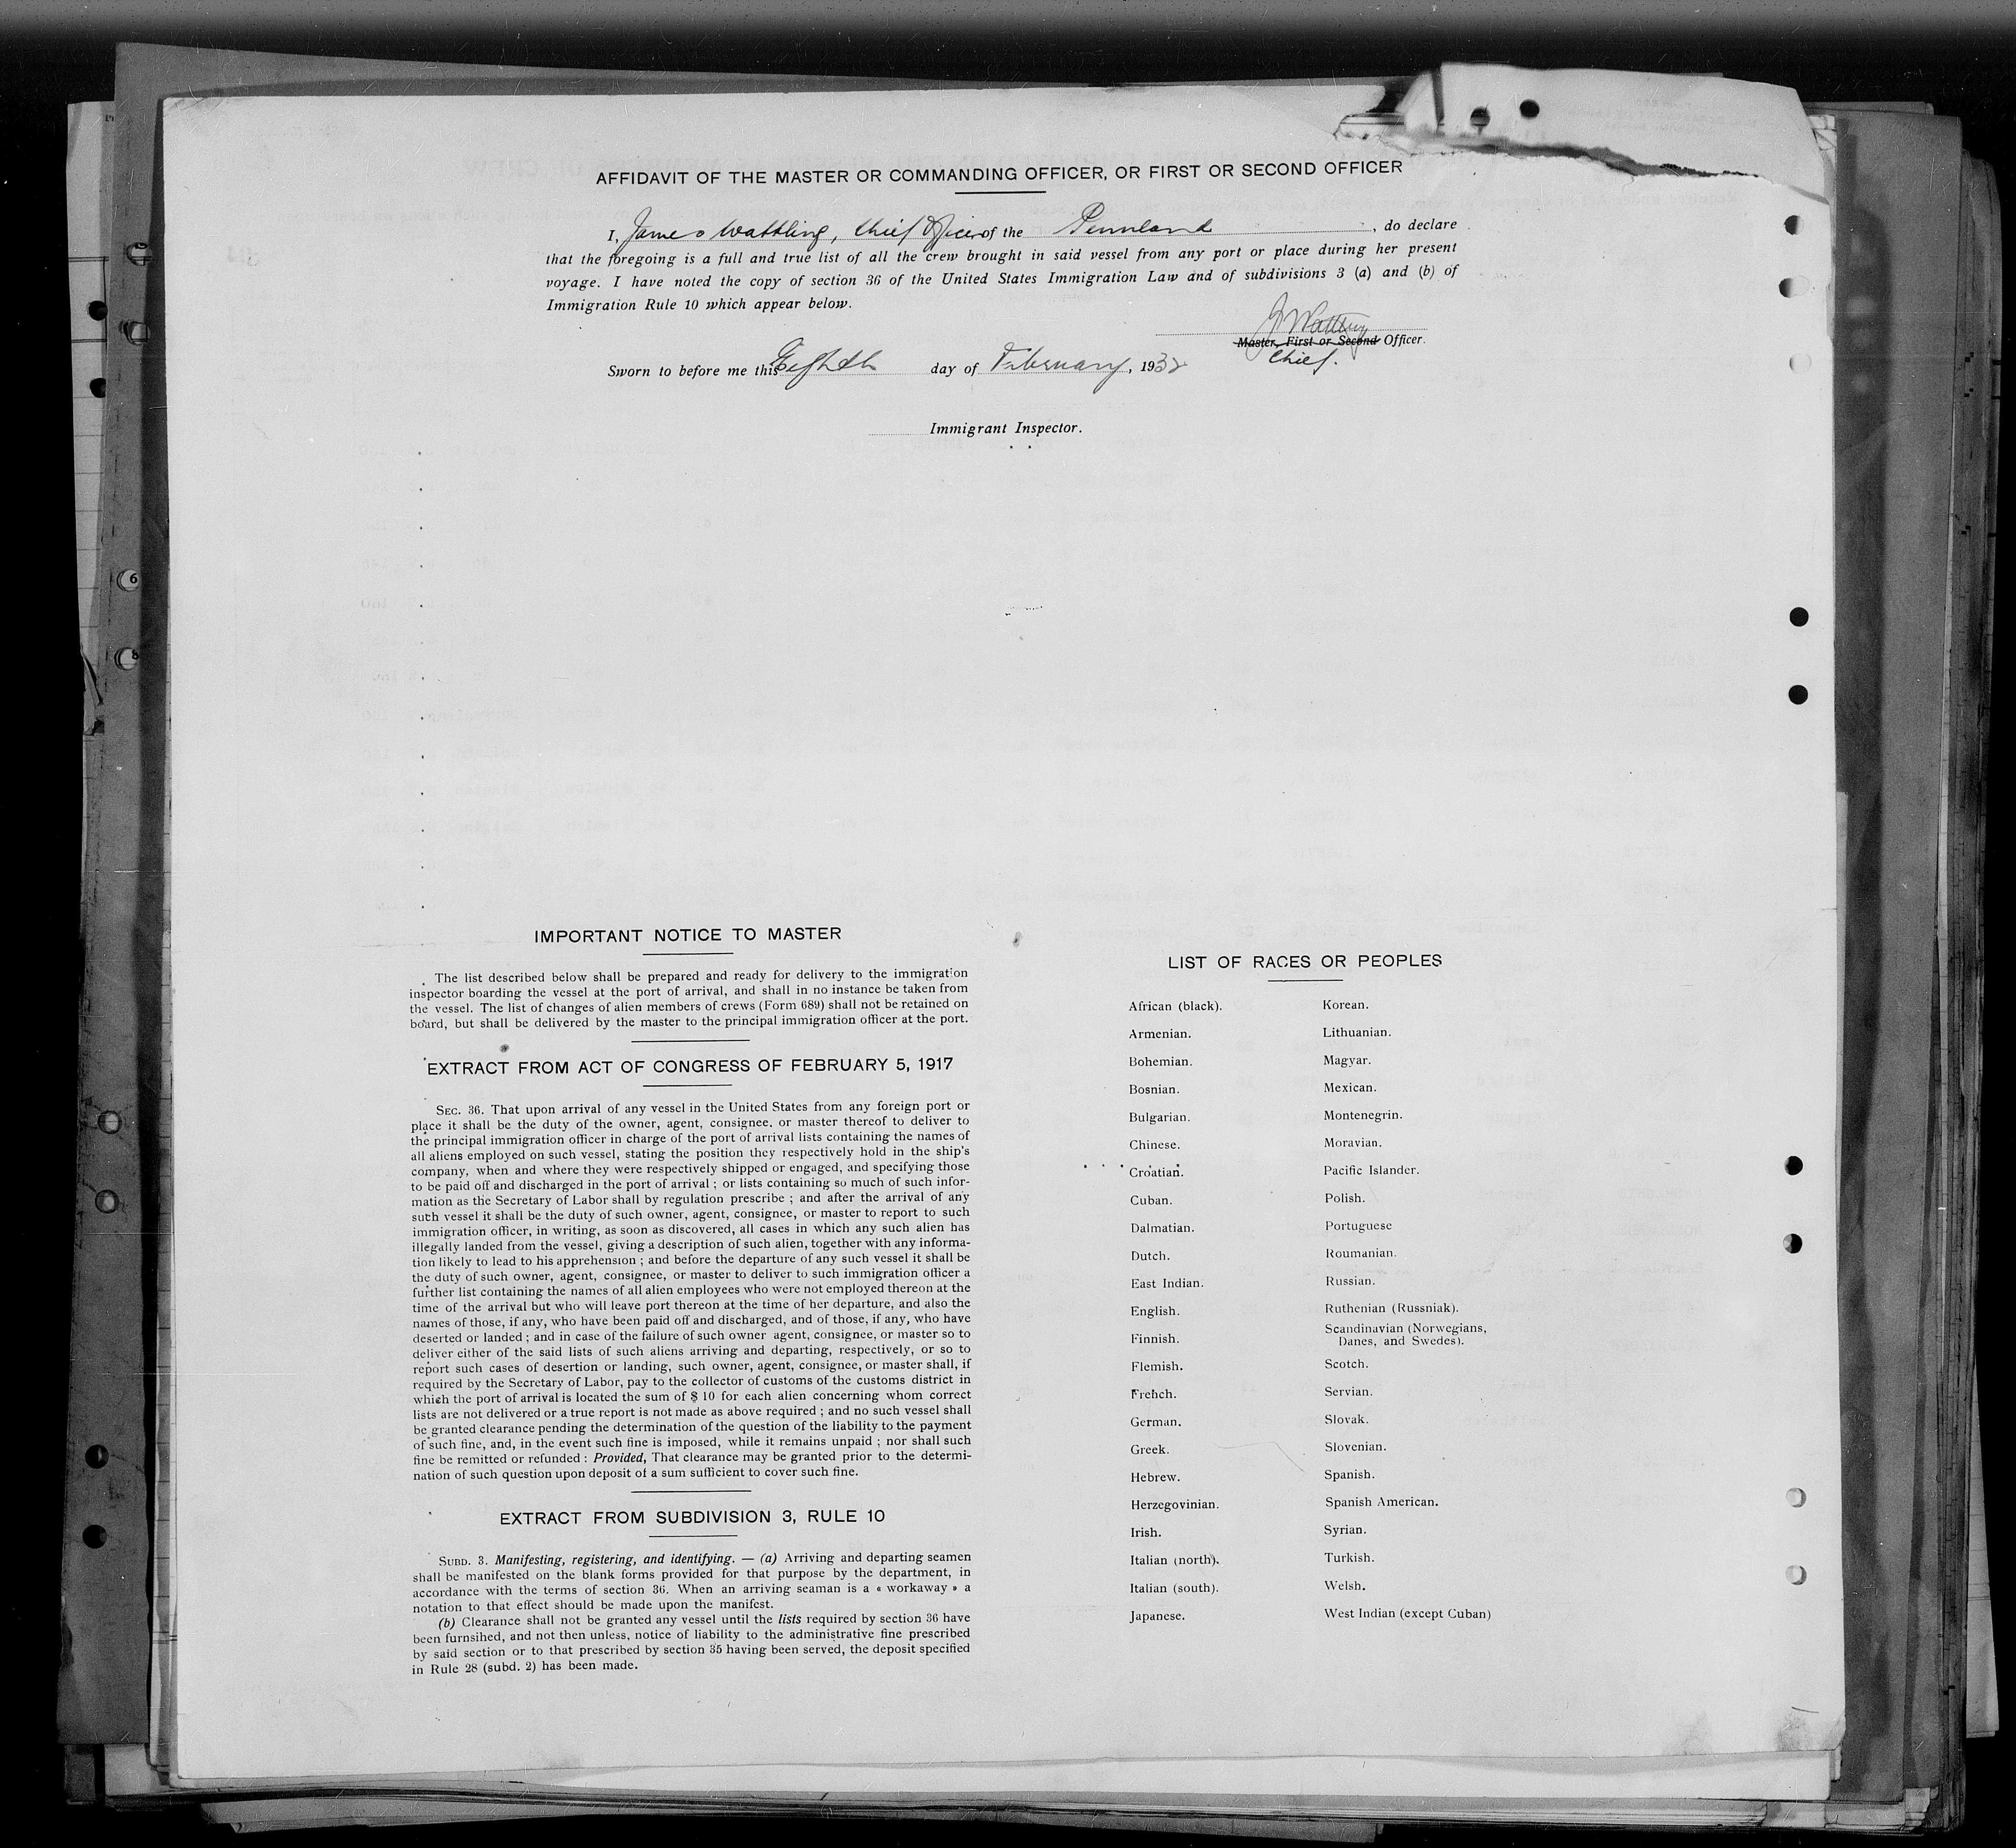 AFFIDAVIT OF THE MASTER OR COMMANDING OFFICER, OR FIRST OR SECOND OFFICER
I, James Wattling, Chief Officer of the Pennland, do declare
that the foregoing is a full and true list of all the crew brought in said vessel from any port or place during her present
voyage. I have noted the copy of section 36 of the United States Immigration Law and of subdivisions 3 (a) and (b) of
Immigration Rule 10 which appear below.
J Wattling
Master, First or Second Officer.
Chief.
Sworn to before me this Eighth day of February, 1932
Immigrant Inspector.
IMPORTANT NOTICE TO MASTER
The list described below shall be prepared and ready for delivery to the immigration
inspector boarding the vessel at the port of arrival, and shall in no instance be taken from
the vessel. The list of changes of alien members of crews (Form 689) shall not be retained on
board, but shall be delivered by the master to the principal immigration officer at the port.
EXTRACT FROM ACT OF CONGRESS OF FEBRUARY 5, 1917
SEC. 36. That upon arrival of any vessel in the United States from any foreign port or
place it shall be the duty of the owner, agent, consignee. or master thereof to deliver to
the principal immigration officer in charge of the port of arrival lists containing the names of
all aliens employed on such vessel, stating the position they respectively hold in the ship's
company, when and where they were respectively shipped or engaged, and specifying those
to be paid off and discharged in the port of arrival ; or lists containing so much of such infor-
mation as the Secretary of Labor shall by regulation prescribe ; and after the arrival of any
such vessel it shall be the duty of such owner, agent, consignee, or master to report to such
immigration officer, in writing, as soon as discovered, all cases in which any such alien has
illegally landed from the vessel, giving a description of such alien, together with any informa-
tion likely to lead to his apprehension ; and before the departure of any such vessel it shall be
the duty of such owner, agent, consignee, or master to deliver to such immigration officer a
further list containing the names of all alien employees who were not employed thereon at the
time of the arrival but who will leave port thereon at the time of her departure, and also the
names of those, if any, who have been paid off and discharged, and of those, if any, who have
deserted or landed ; and in case of the failure of such owner agent, consignee, or master so to
deliver either of the said lists of such aliens arriving and departing, respectively, or so to
report such cases of desertion or landing, such owner, agent, consignee, or master shall, if
required by the Secretary of Labor, pay to the collector of customs of the customs district in
which the port of arrival is located the sum of $ 10 for each alien concerning whom correct
lists are not delivered or a true report is not made as above required ; and no such vessel shall
be granted clearance pending the determination of the question of the liability to the payment
of such fine, and, in the event such fine is imposed, while it remains unpaid ; nor shall such
fine be remitted or refunded : Provided, That clearance may be granted prior to the determi-
nation of such question upon deposit of a sum sufficient to cover such fine.
EXTRACT FROM SUBDIVISION 3, RULE 10
SUBD. 3. Manifesting, registering, and identifying. — (a) Arriving and departing seamen
shall be manifested on the blank forms provided for that purpose by the department, in
accordance with the terms of section 36. When an arriving seaman is a « workaway » a
notation to that effect should be made upon the manifest.
(b) Clearance shall not be granted any vessel until the lists required by section 36 have
been furnsihed, and not then unless, notice of liability to the administrative fine prescribed
by said section or to that prescribed by section 35 having been served, the deposit specified
in Rule 28 (subd. 2) has been made.
LIST OF RACES OR PEOPLES
African (black).
Armenian.
Bohemian.
Bosnian.
Bulgarian.
Chinese.
Croatian.
Cuban.
Dalmatian.
Dutch.
East Indian.
English.
Finnish.
Flemish.
French.
German.
Greek.
Hebrew.
Herzegovinian.
Irish.
Italian (north).
Italian (south).
Japanese.
Korean.
Lithuanian.
Magyar.
Mexican.
Montenegrin.
Moravian.
Pacific Islander.
Polish.
Portuguese
Roumanian.
Russian.
Ruthenian (Russniak).
Scandinavian (Norwegians,
Danes, and Swedes).
Scotch.
Servian.
Slovak.
Slovenian.
Spanish.
Spanish American.
Syrian.
Turkish.
Welsh.
West Indian (except Cuban)